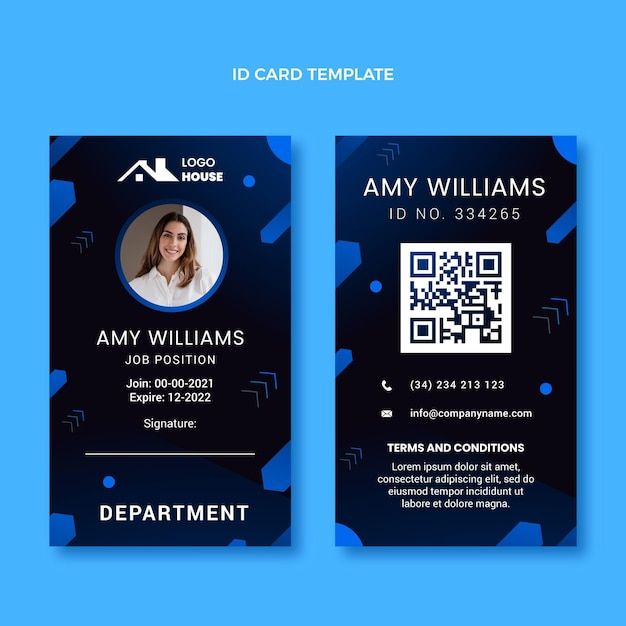 ID CARD TEMPLATE
LOGO
HOUSE
AMY WILLIAMS
JOB POSITION
Join: 00-00-2021
Expire: 12-2022
Signature:
DEPARTMENT
AMY WILLIAMS
ID NO. 334265
(34) 234 213 123
info@companyname.com
TERMS AND CONDITIONS
Lorem ipsum dolor sit amet,
consectetur adipiscing elit,
sed do eiusmod tempor
incididunt ut labore et
dolore magna aliqua.